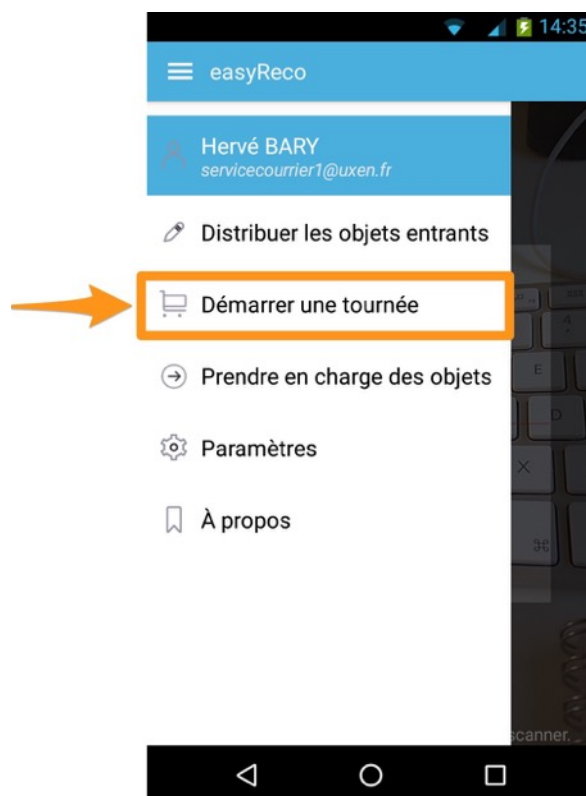 14:35
easyReco
Hervé BARY
servicecourrier1@uxen.fr
Distribuer les objets entrants
Démarrer une tournée
Prendre en charge des objets
E
D
Paramètres
X
⌘
À propos
scanner.